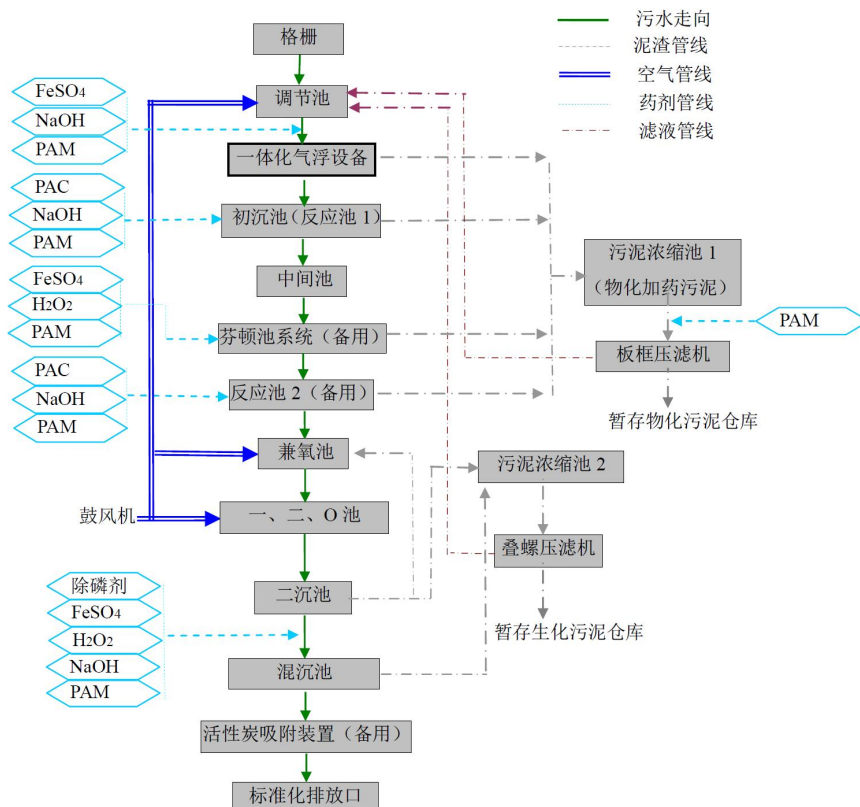 污水走向
泥渣管线
空气管线
药剂管线
滤液管线
格栅
调节池
FeSO4
NaOH
PAM
一体化气浮设备
PAC
NaOH
PAM
初沉池（反应池 1）
中间池
FeSO4
H2O2
PAM
芬顿池系统（备用）
PAC
NaOH
PAM
反应池 2（备用）
兼氧池
鼓风机
一、二、O 池
二沉池
除磷剂
FeSO4
H2O2
NaOH
PAM
混沉池
活性炭吸附装置（备用）
标准化排放口
污泥浓缩池 1
（物化加药污泥）
PAM
板框压滤机
暂存物化污泥仓库
污泥浓缩池 2
叠螺压滤机
暂存生化污泥仓库